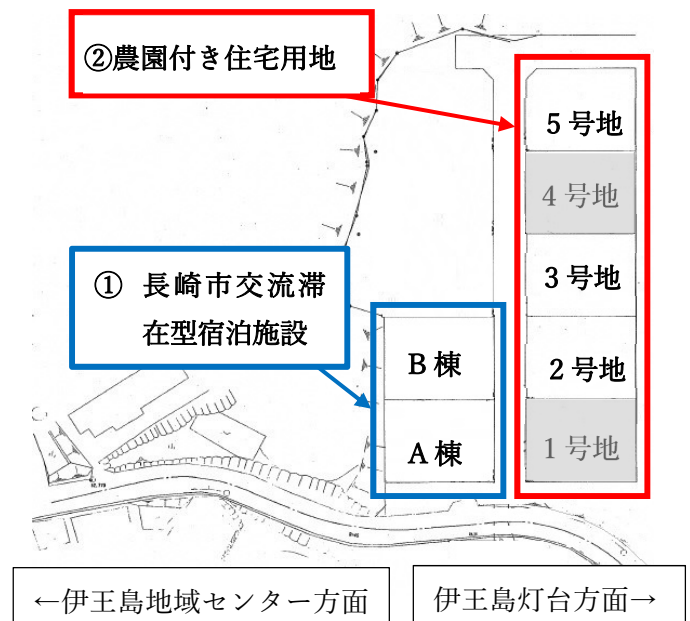 ②農園付き住宅用地
5号地
4号地
3号地
2号地
1号地
① 長崎市交流滞
在型宿泊施設
B棟
A棟
←伊王島地域センター方面
伊王島灯台方面→